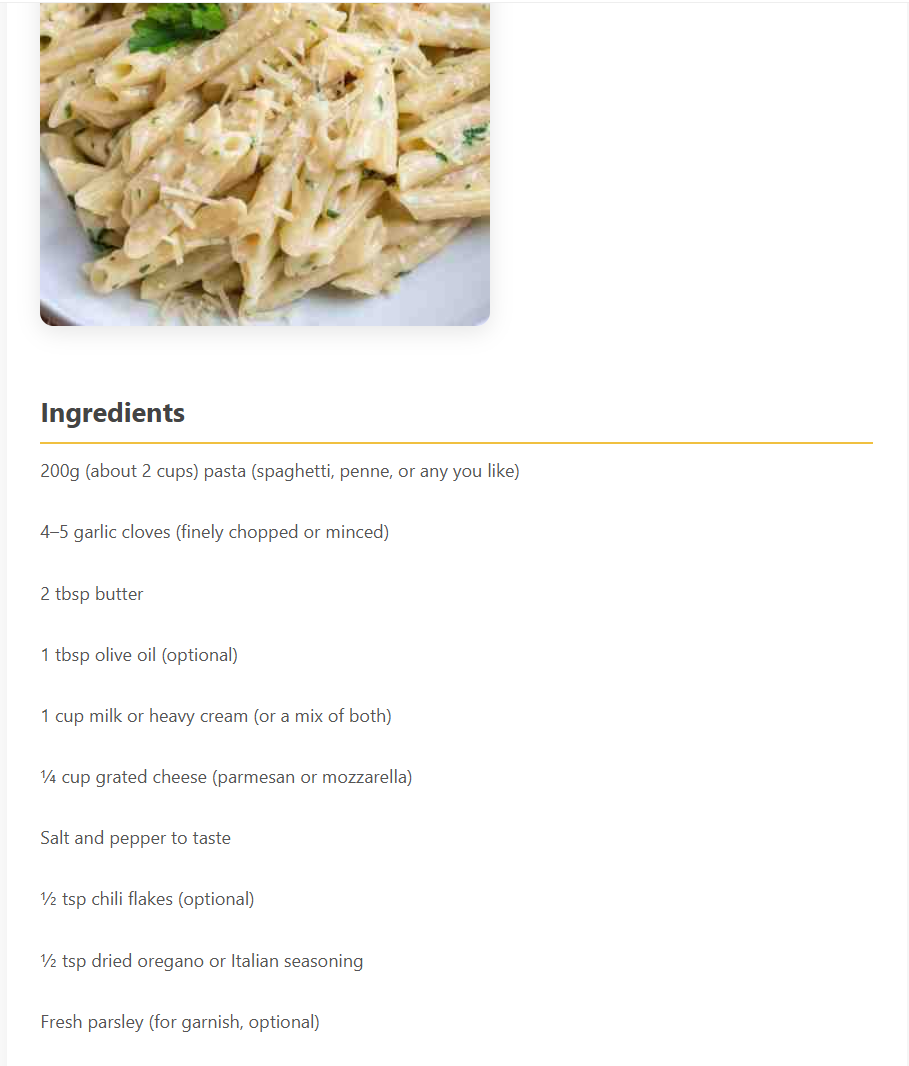 Ingredients
200g (about 2 cups) pasta (spaghetti, penne, or any you like)
4–5 garlic cloves (finely chopped or minced)
2 tbsp butter
1 tbsp olive oil (optional)
1 cup milk or heavy cream (or a mix of both)
¼ cup grated cheese (parmesan or mozzarella)
Salt and pepper to taste
½ tsp chili flakes (optional)
½ tsp dried oregano or Italian seasoning
Fresh parsley (for garnish, optional)